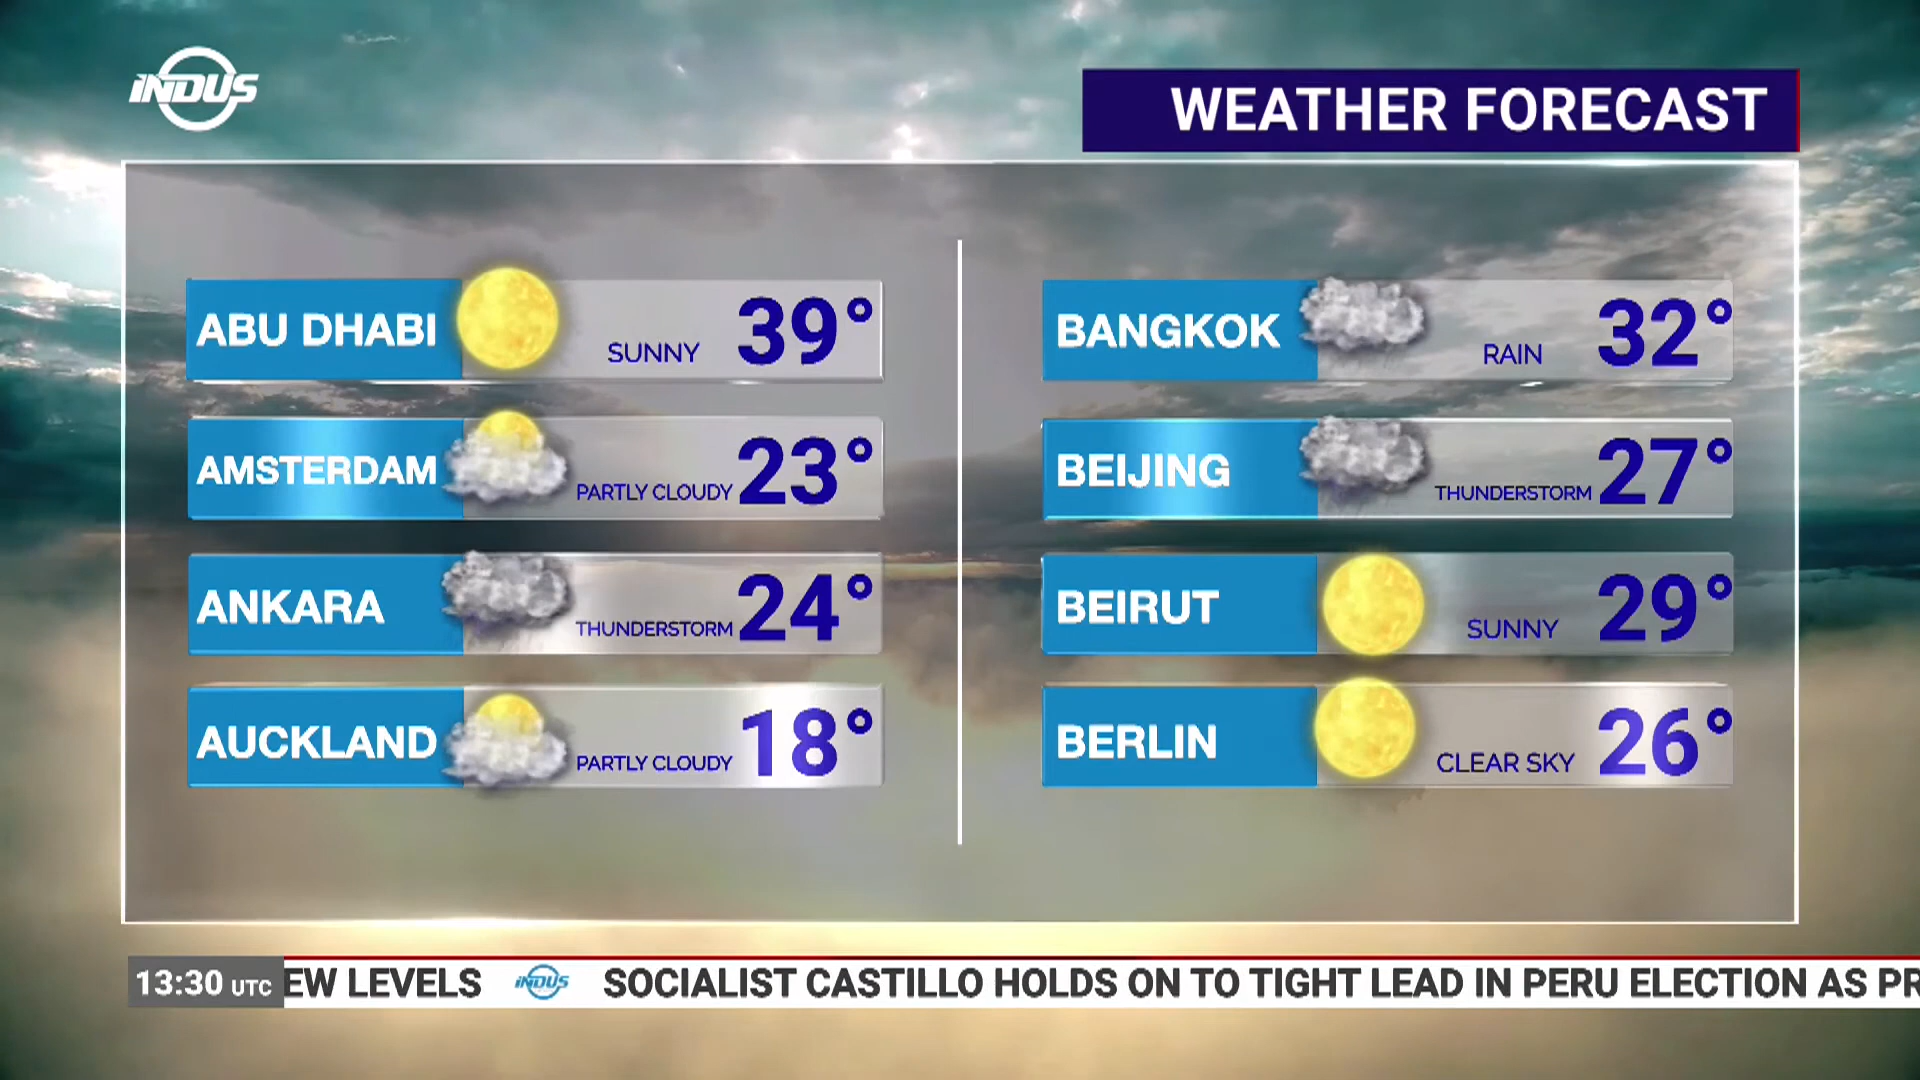 iNDUS
WEATHER FORECAST
ABU DHABI SUNNY 39°
AMSTERDAM PARTLY CLOUDY 23°
ANKARA THUNDERSTORM 24°
AUCKLAND PARTLY CLOUDY 18°
BANGKOK RAIN 32°
BEIJING THUNDERSTORM 27°
BEIRUT SUNNY 29°
BERLIN CLEAR SKY 26°
13:30 UTC EW LEVELS iNDUS SOCIALIST CASTILLO HOLDS ON TO TIGHT LEAD IN PERU ELECTION AS PR